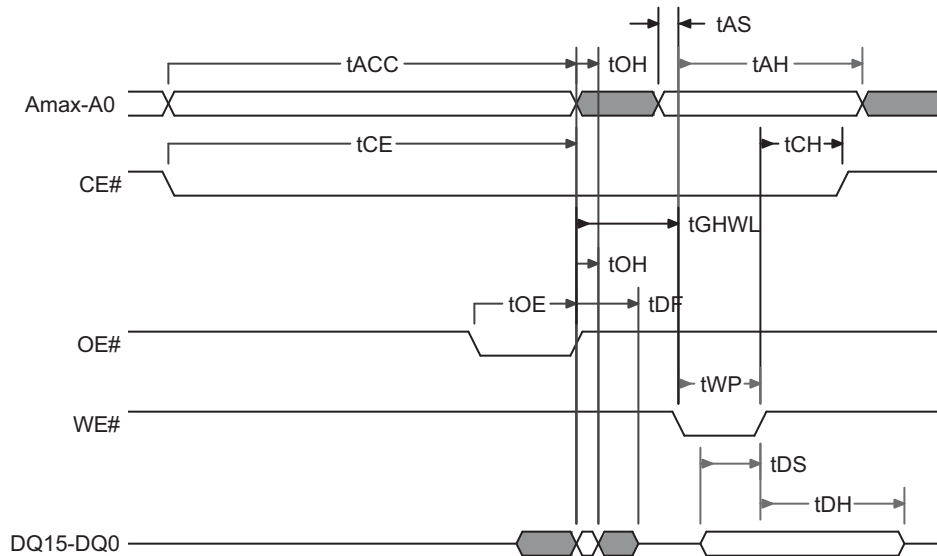 tAS
tACC
tOH
tAH
Amax-A0
tCE
tCH
CE#
tGHWL
tOH
tOE
tDF
OE#
tWP
WE#
tDS
tDH
DQ15-DQ0